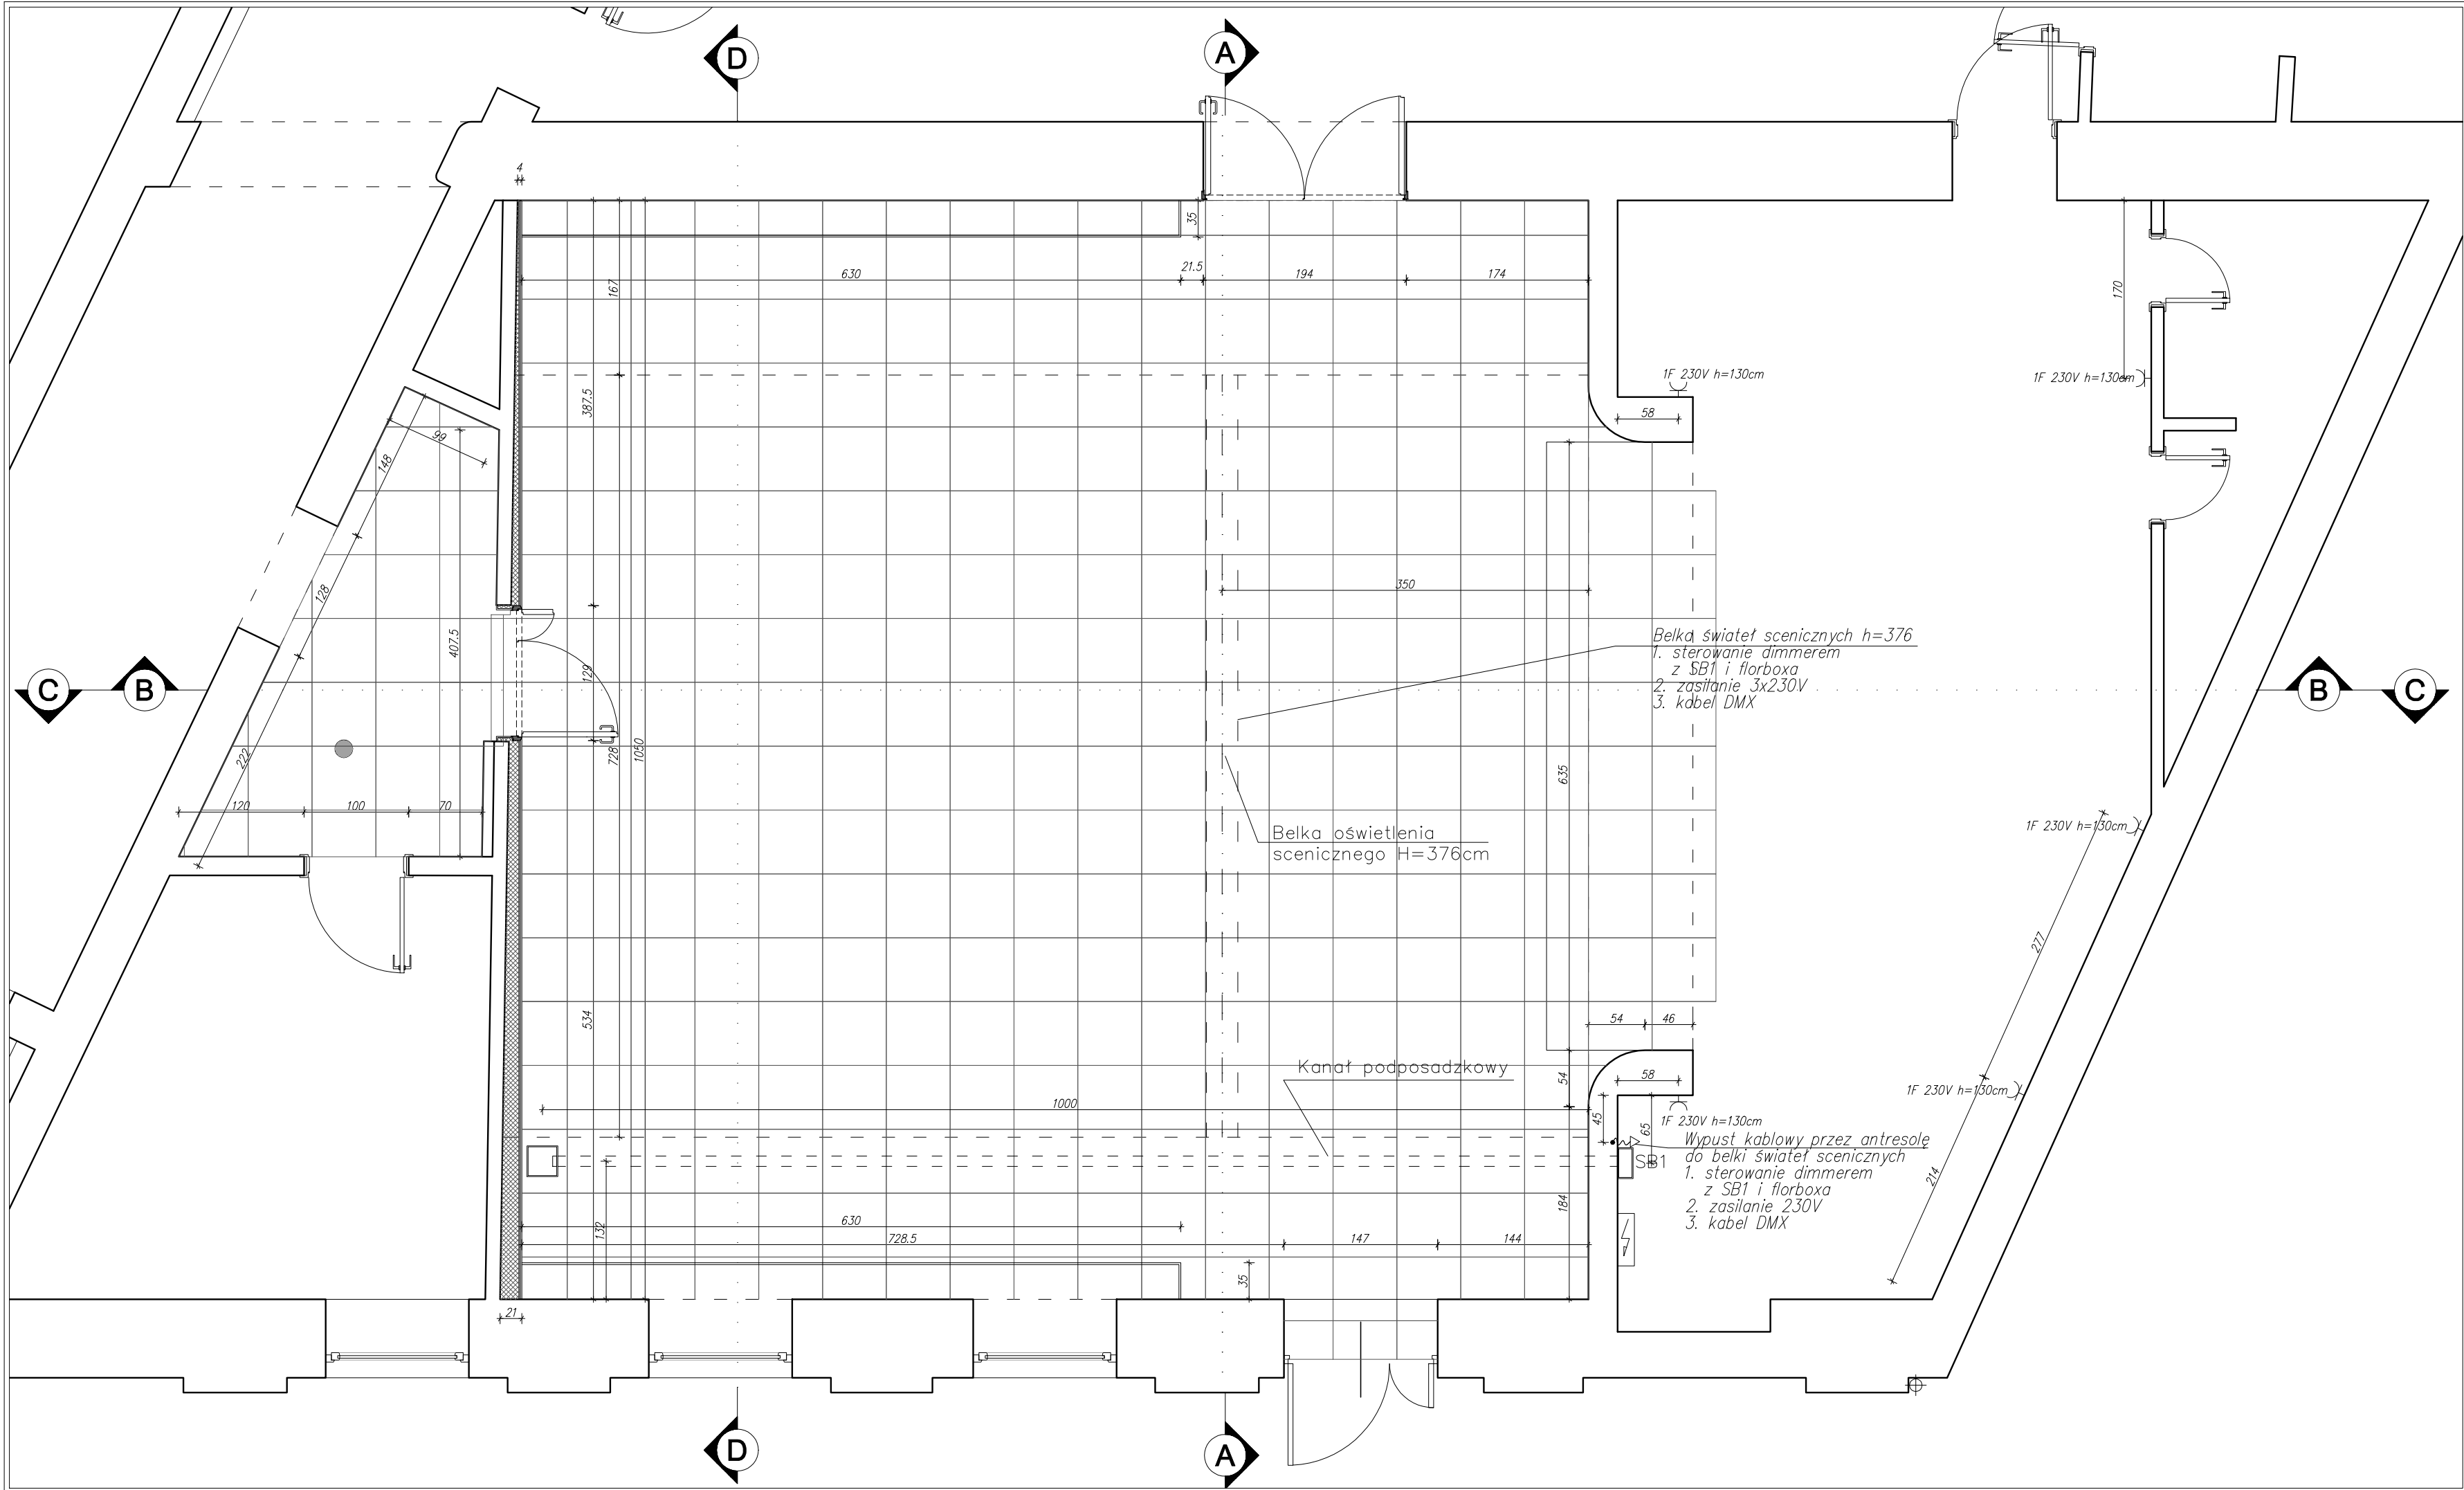 D
A
4
35
630
21.5
194
174
167
170
1F 230V h=130cm
1F 230V h=130cm
58
387.5
99
148
128
407.5
350
Belka świateł scenicznych h=376
1. sterowanie dimmerem
z SB1 i florboxa
2. zasilanie 3x230V
3. kabel DMX
C
B
B
C
129
728
1050
635
222
120
100
70
Belka oświetlenia
scenicznego H=376cm
1F 230V h=130cm
277
534
54
46
Kanał podposadzkowy
54
58
1F 230V h=130cm
1000
45
65
1F 230V h=130cm
Wypust kablowy przez antresolę
do belki świateł scenicznych
1. sterowanie dimmerem
z SB1 i florboxa
2. zasilanie 230V
3. kabel DMX
SB1
214
184
132
630
728.5
147
144
35
21
D
A